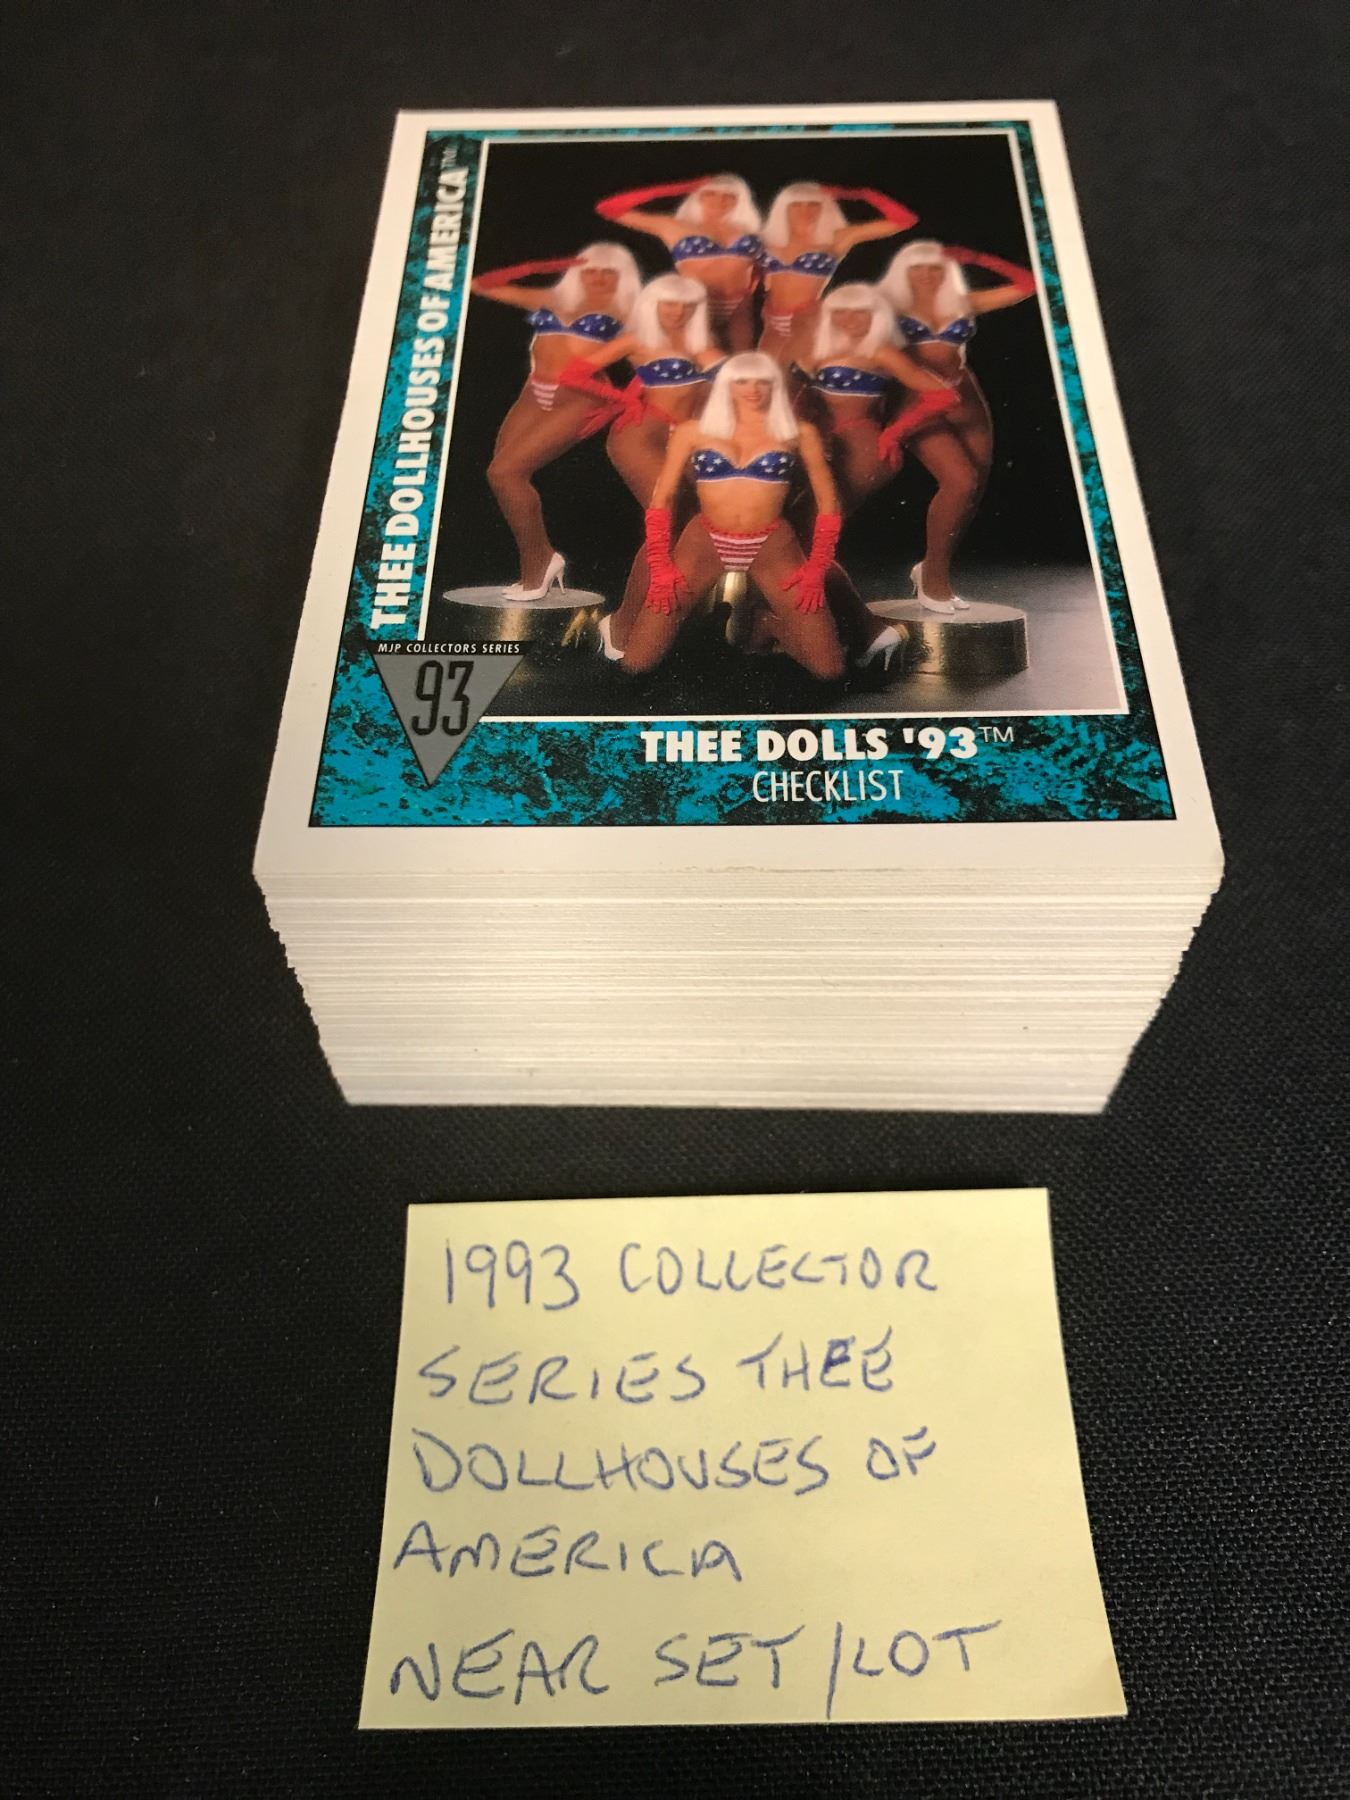 THEE DOLLHOUSES OF AMERICA™
MJP COLLECTORS SERIES
93
THEE DOLLS '93™
CHECKLIST
1993 COLLECTOR
SERIES THEE
DOLLHOUSES OF
AMERICA
NEAR SET/LOT